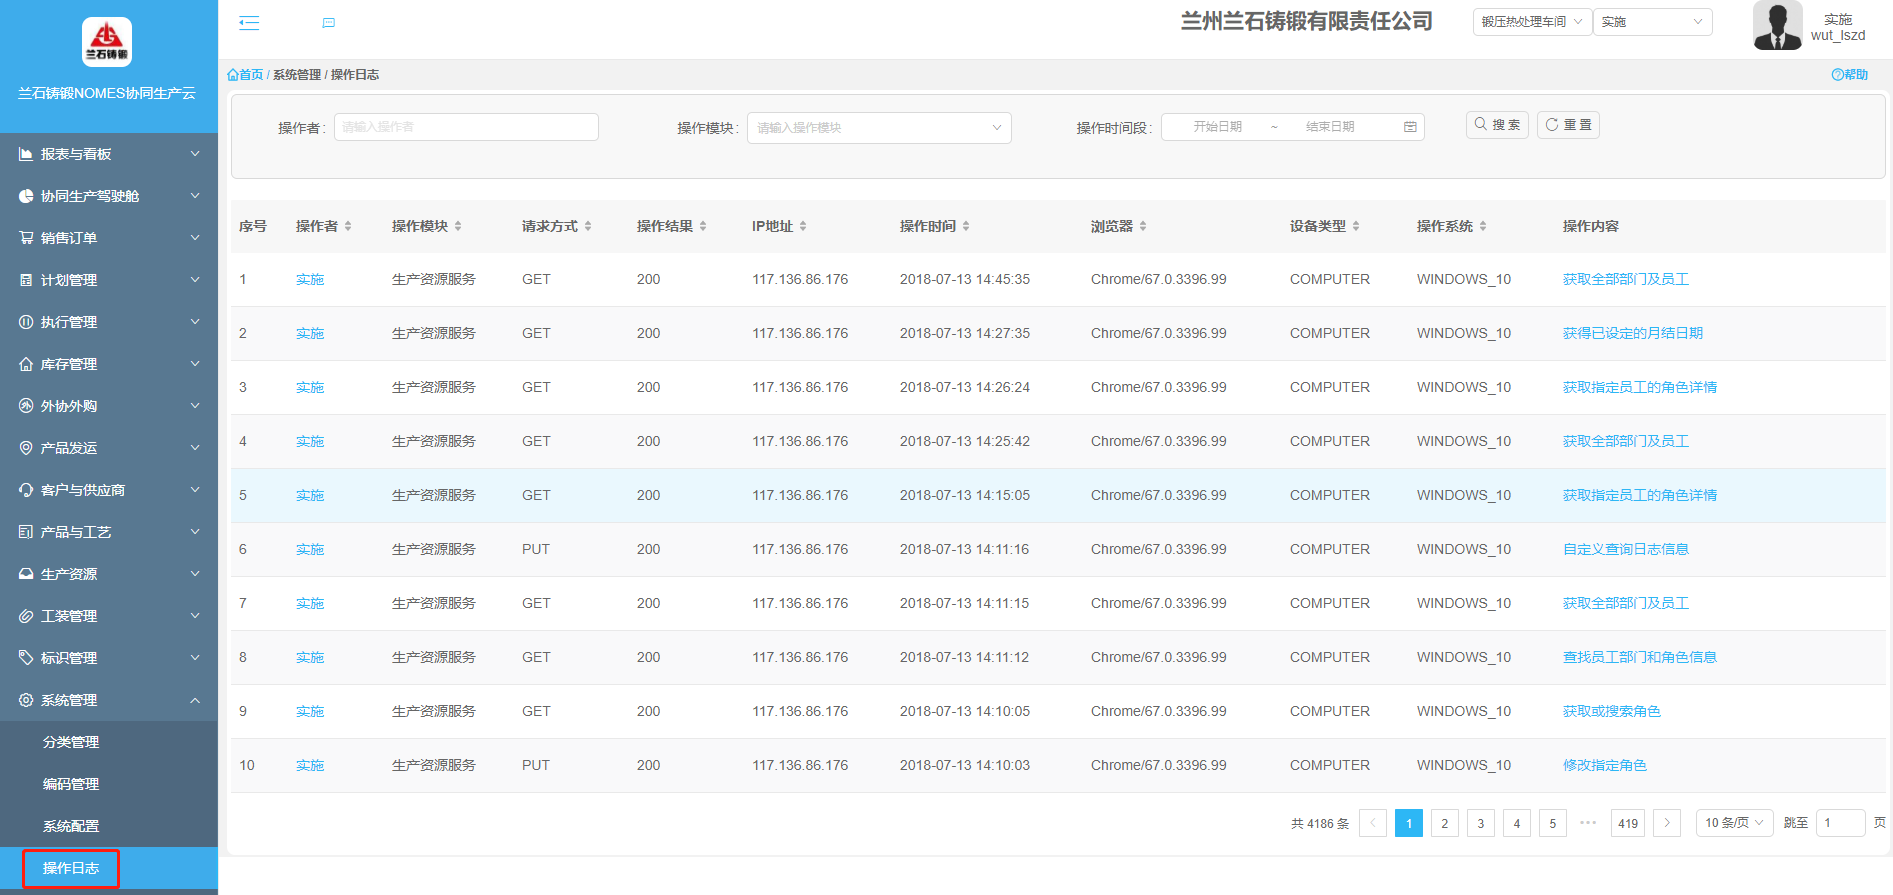 兰石铸锻
兰石铸锻NOMES协同生产云
报表与看板
协同生产驾驶舱
销售订单
计划管理
执行管理
库存管理
外协外购
产品发运
客户与供应商
产品与工艺
生产资源
工装管理
标识管理
系统管理
分类管理
编码管理
系统配置
操作日志
兰州兰石铸锻有限责任公司 锻压热处理车间 实施 实施
wut_lszd
首页 / 系统管理 / 操作日志 帮助
操作者: 请输入操作者 操作模块: 请输入操作模块 操作时间段: 开始日期 ~ 结束日期 搜 索 重 置
序号 操作者 操作模块 请求方式 操作结果 IP地址 操作时间 浏览器 设备类型 操作系统 操作内容
1 实施 生产资源服务 GET 200 117.136.86.176 2018-07-13 14:45:35 Chrome/67.0.3396.99 COMPUTER WINDOWS_10 获取全部部门及员工
2 实施 生产资源服务 GET 200 117.136.86.176 2018-07-13 14:27:35 Chrome/67.0.3396.99 COMPUTER WINDOWS_10 获得已设定的月结日期
3 实施 生产资源服务 GET 200 117.136.86.176 2018-07-13 14:26:24 Chrome/67.0.3396.99 COMPUTER WINDOWS_10 获取指定员工的角色详情
4 实施 生产资源服务 GET 200 117.136.86.176 2018-07-13 14:25:42 Chrome/67.0.3396.99 COMPUTER WINDOWS_10 获取全部部门及员工
5 实施 生产资源服务 GET 200 117.136.86.176 2018-07-13 14:15:05 Chrome/67.0.3396.99 COMPUTER WINDOWS_10 获取指定员工的角色详情
6 实施 生产资源服务 PUT 200 117.136.86.176 2018-07-13 14:11:16 Chrome/67.0.3396.99 COMPUTER WINDOWS_10 自定义查询日志信息
7 实施 生产资源服务 GET 200 117.136.86.176 2018-07-13 14:11:15 Chrome/67.0.3396.99 COMPUTER WINDOWS_10 获取全部部门及员工
8 实施 生产资源服务 GET 200 117.136.86.176 2018-07-13 14:11:12 Chrome/67.0.3396.99 COMPUTER WINDOWS_10 查找员工部门和角色信息
9 实施 生产资源服务 GET 200 117.136.86.176 2018-07-13 14:10:05 Chrome/67.0.3396.99 COMPUTER WINDOWS_10 获取或搜索角色
10 实施 生产资源服务 PUT 200 117.136.86.176 2018-07-13 14:10:03 Chrome/67.0.3396.99 COMPUTER WINDOWS_10 修改指定角色
共 4186 条 1 2 3 4 5 ••• 419 10 条/页 跳至 1 页